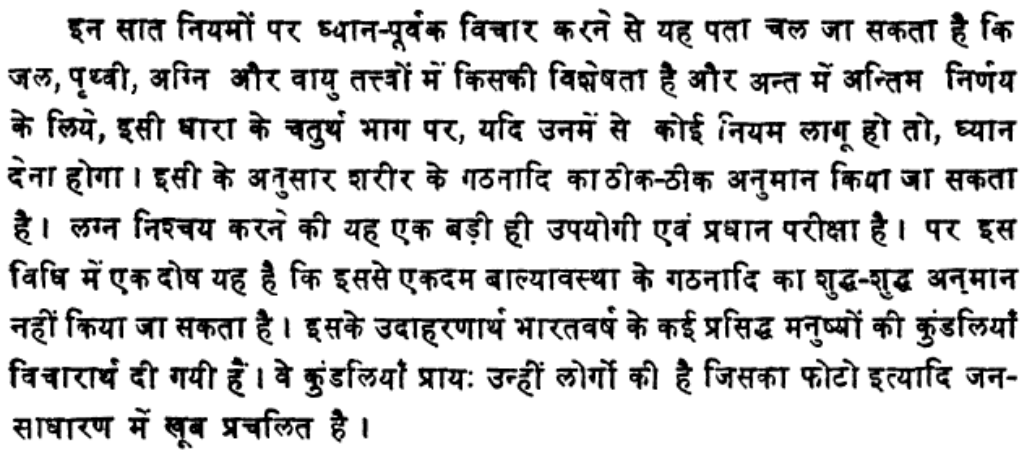 इन सात नियमों पर ध्यान-पूर्वक विचार करने से यह पता चल जा सकता है कि
जल, पृथ्वी, अग्नि और वायु तत्त्वों में किसकी विशेषता है और अन्त में अन्तिम निर्णय
के लिये, इसी धारा के चतुर्थ भाग पर, यदि उनमें से कोई नियम लागू हो तो, ध्यान
देना होगा। इसी के अनुसार शरीर के गठनादि का ठीक-ठीक अनुमान किया जा सकता
है। लग्न निश्चय करने की यह एक बड़ी ही उपयोगी एवं प्रधान परीक्षा है। पर इस
विधि में एक दोष यह है कि इससे एकदम बाल्यावस्था के गठनादि का शुद्ध-शुद्ध अनुमान
नहीं किया जा सकता है। इसके उदाहरणार्थ भारतवर्ष के कई प्रसिद्ध मनुष्यों की कुंडलियाँ
विचारार्थ दी गयी हैं। वे कुंडलियाँ प्रायः उन्हीं लोगों की है जिसका फोटो इत्यादि जन-
साधारण में खूब प्रचलित है।